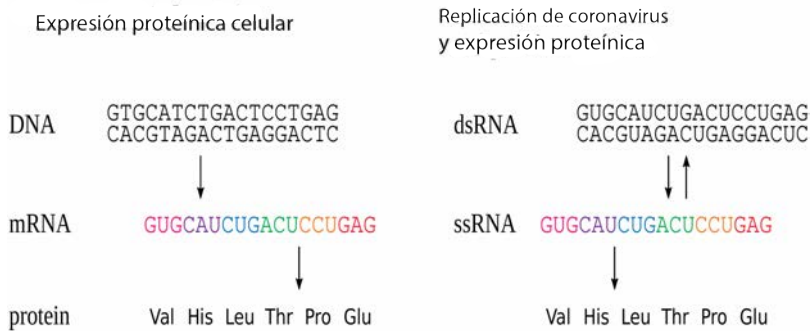 Expresión proteínica celular
DNA
GTGCATCTGACTCCTGAG
CACGTAGACTGAGGACTC
mRNA
GUGCAUCUGACUCCUGAG
protein
Val His Leu Thr Pro Glu
Replicación de coronavirus
y expresión proteínica
dsRNA
GUGCAUCUGACUCCUGAG
CACGUAGACUGAGGACUC
ssRNA
GUGCAUCUGACUCCUGAG
Val His Leu Thr Pro Glu